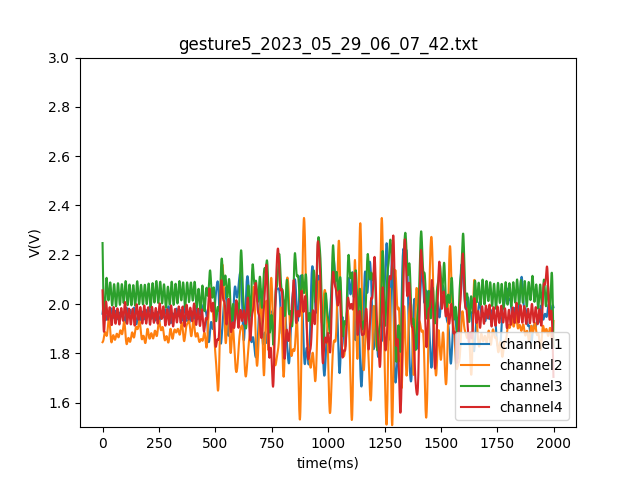 gesture5_2023_05_29_06_07_42.txt
3.0
2.8
2.6
2.4
2.2
2.0
1.8
1.6
V(V)
channel1
channel2
channel3
channel4
0 250 500 750 1000 1250 1500 1750 2000
time(ms)